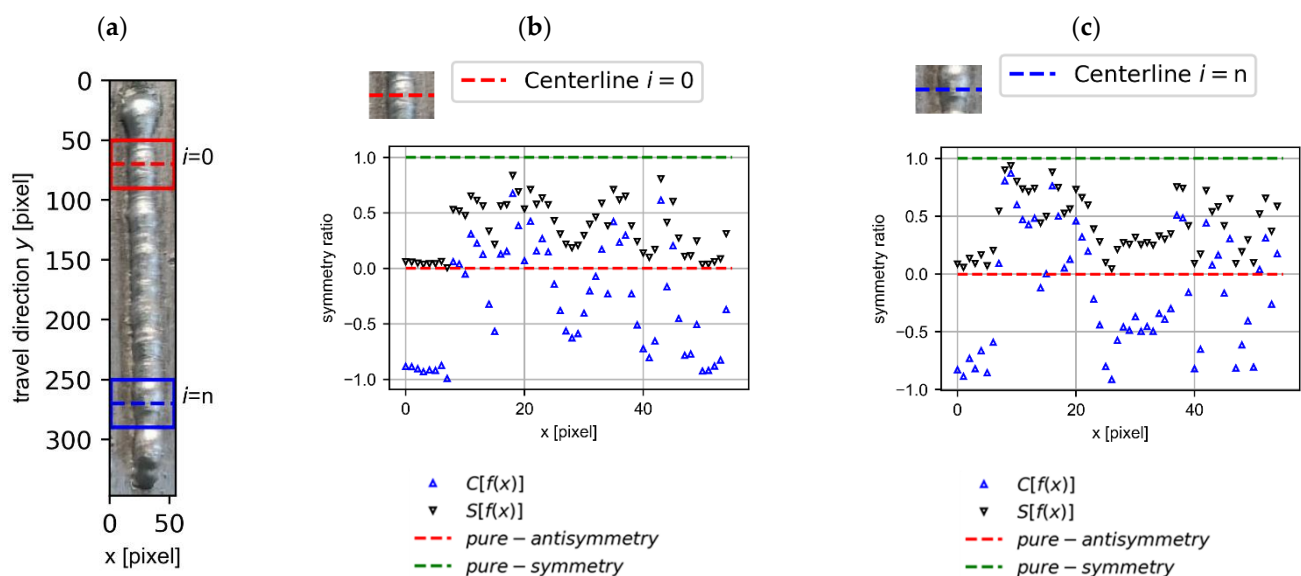 (a)
(b)
(c)
Centerline i = 0
Centerline i = n
travel direction y [pixel]
0
50
100
150
200
250
300
i=0
i=n
0
50
x [pixel]
symmetry ratio
1.0
0.5
0.0
−0.5
−1.0
0
20
40
x [pixel]
C[f(x)]
S[f(x)]
pure − antisymmetry
pure − symmetry
symmetry ratio
1.0
0.5
0.0
−0.5
−1.0
0
20
40
x [pixel]
C[f(x)]
S[f(x)]
pure − antisymmetry
pure − symmetry